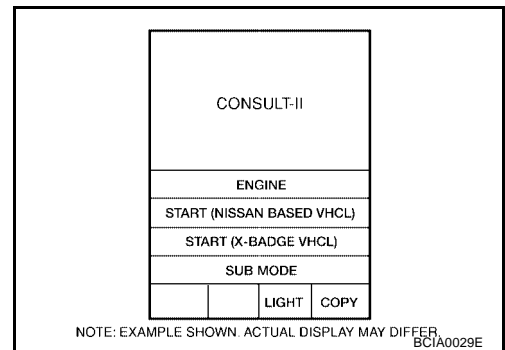 CONSULT-II
ENGINE
START (NISSAN BASED VHCL)
START (X-BADGE VHCL)
SUB MODE
LIGHT COPY
NOTE: EXAMPLE SHOWN. ACTUAL DISPLAY MAY DIFFER.
BCIA0029E